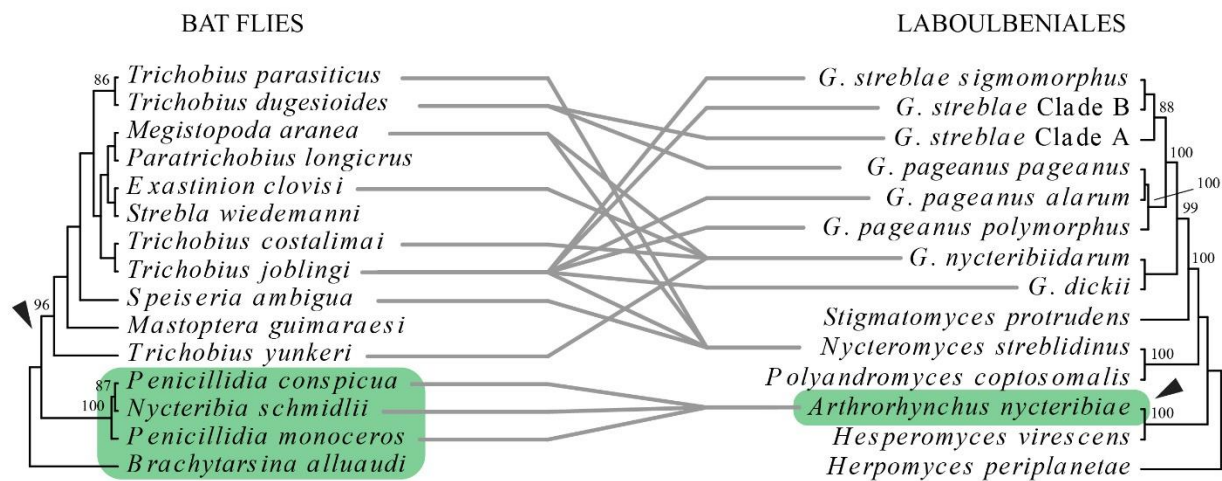 BAT FLIES
LABOULBENIALES
Trichobius parasiticus
Trichobius dugesioides
Megistopoda aranea
Paratrichobius longicrus
Exastinion clovisi
Strebla wiedemanni
Trichobius costalimai
Trichobius joblingi
Speiseria ambigua
Mastoptera guimaraesi
Trichobius yunkeri
Penicillidia conspicua
Nycteribia schmidlii
Penicillidia monoceros
Brachytarsina alluaudi
86
96
87
100
G. streblae sigmomorphus
G. streblae Clade B
G. streblae Clade A
G. pageanus pageanus
G. pageanus alarum
G. pageanus polymorphus
G. nycteribiidarum
G. dickii
Stigmatomyces protrudens
Nycteromyces streblidinus
Polyandromyces coptosomalis
Arthrorhynchus nycteribiae
Hesperomyces virescens
Herpomyces periplanetae
88
100
100
99
100
100
100